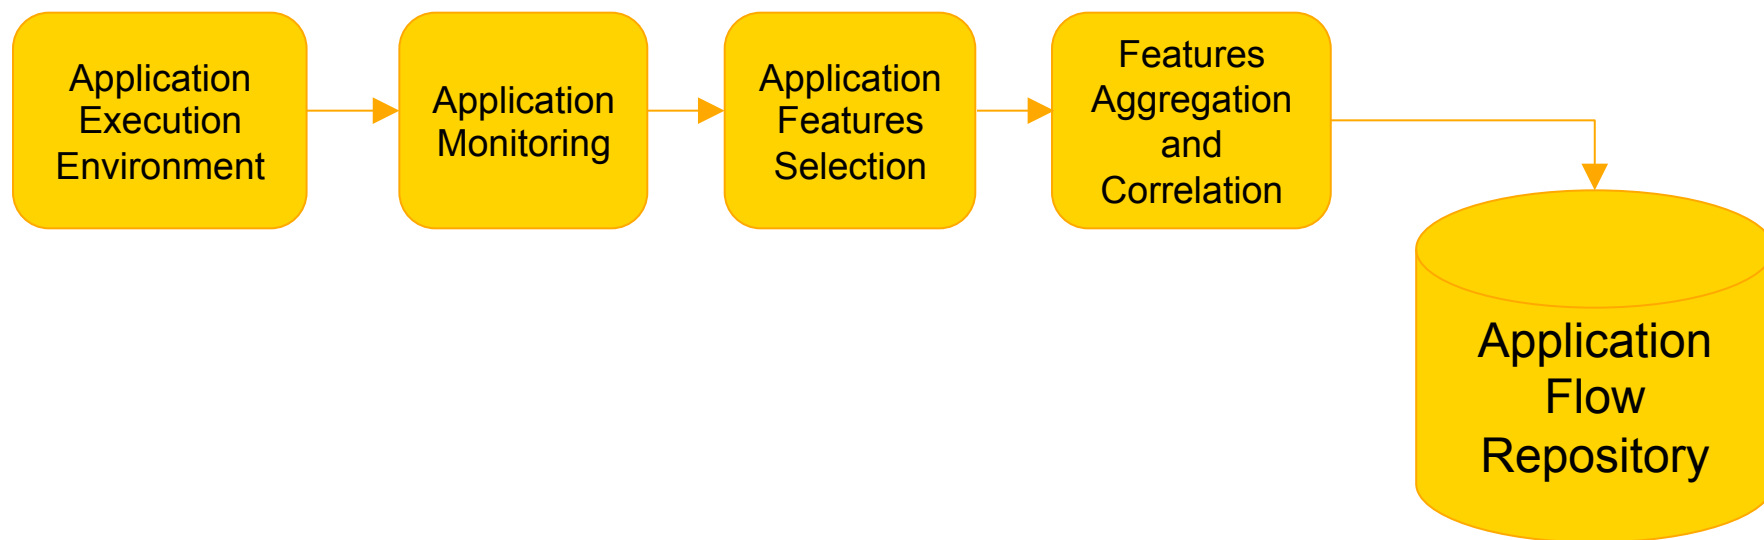 Application
Execution
Environment
Application
Monitoring
Application
Features
Selection
Features
Aggregation
and
Correlation
Application
Flow
Repository